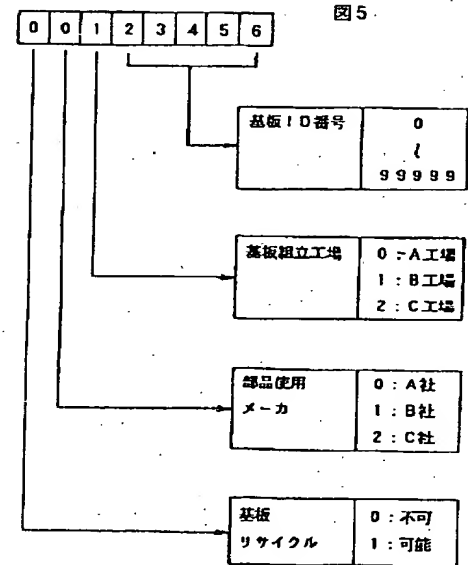 図5
0 0 1 2 3 4 5 6
基板ID番号
0
〜
99999
基板組立工場
0:A工場
1:B工場
2:C工場
部品使用
メーカ
0:A社
1:B社
2:C社
基板
リサイクル
0:不可
1:可能